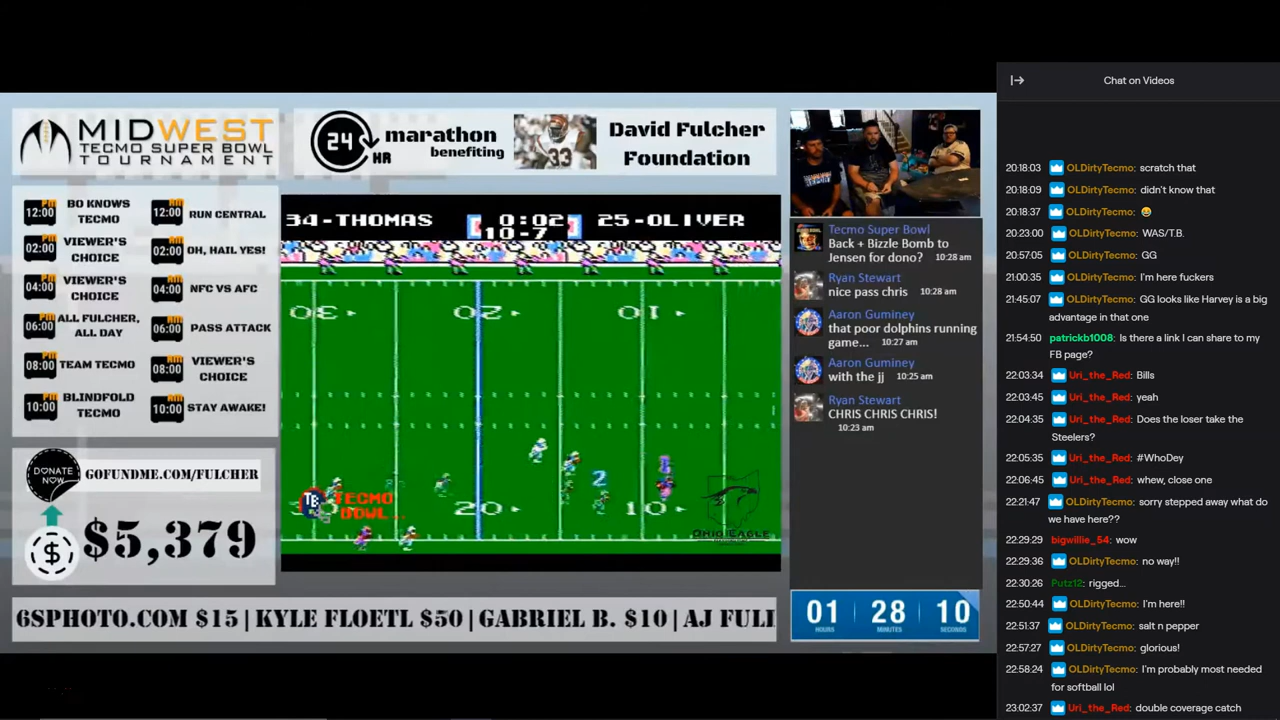 MIDWEST
TECMO SUPER BOWL
TOURNAMENT
24
HR
marathon
benefiting
33
David Fulcher
Foundation
12:00 PM BO KNOWS TECMO
02:00 VIEWER'S CHOICE
04:00 VIEWER'S CHOICE
06:00 ALL FULCHER, ALL DAY
08:00 TEAM TECMO
10:00 BLINDFOLD TECMO
12:00 RUN CENTRAL
02:00 OH, HAIL YES!
04:00 NFC VS AFC
06:00 PASS ATTACK
08:00 VIEWER'S CHOICE
10:00 STAY AWAKE!
DONATE
NOW
GOFUNDME.COM/FULCHER
$5,379
34-THOMAS
0:02
10-7
25-OLIVER
30 20 10
2
TB
TECMO
BOWL...
20 10
OHIO EAGLE
Tecmo Super Bowl
Back + Bizzle Bomb to
Jensen for dono? 10:28 am
Ryan Stewart
nice pass chris 10:28 am
Aaron Guminey
that poor dolphins running
game... 10:27 am
Aaron Guminey
with the jj 10:25 am
Ryan Stewart
CHRIS CHRIS CHRIS!
10:23 am
01 28 10
HOURS MINUTES SECONDS
6SPHOTO.COM $15 | KYLE FLOETL $50 | GABRIEL B. $10 | AJ FULL
Chat on Videos
20:18:03 OLDirtyTecmo: scratch that
20:18:09 OLDirtyTecmo: didn't know that
20:18:37 OLDirtyTecmo: 😂
20:23:00 OLDirtyTecmo: WAS/T.B.
20:57:05 OLDirtyTecmo: GG
21:00:35 OLDirtyTecmo: I'm here fuckers
21:45:07 OLDirtyTecmo: GG looks like Harvey is a big
advantage in that one
21:54:50 patrickb1008: Is there a link I can share to my
FB page?
22:03:34 Uri_the_Red: Bills
22:03:45 Uri_the_Red: yeah
22:04:35 Uri_the_Red: Does the loser take the
Steelers?
22:05:35 Uri_the_Red: #WhoDey
22:06:45 Uri_the_Red: whew, close one
22:21:47 OLDirtyTecmo: sorry stepped away what do
we have here??
22:29:29 bigwillie_54: wow
22:29:36 OLDirtyTecmo: no way!!
22:30:26 Putz12: rigged...
22:50:44 OLDirtyTecmo: I'm here!!
22:51:37 OLDirtyTecmo: salt n pepper
22:57:27 OLDirtyTecmo: glorious!
22:58:24 OLDirtyTecmo: I'm probably most needed
for softball lol
23:02:37 Uri_the_Red: double coverage catch